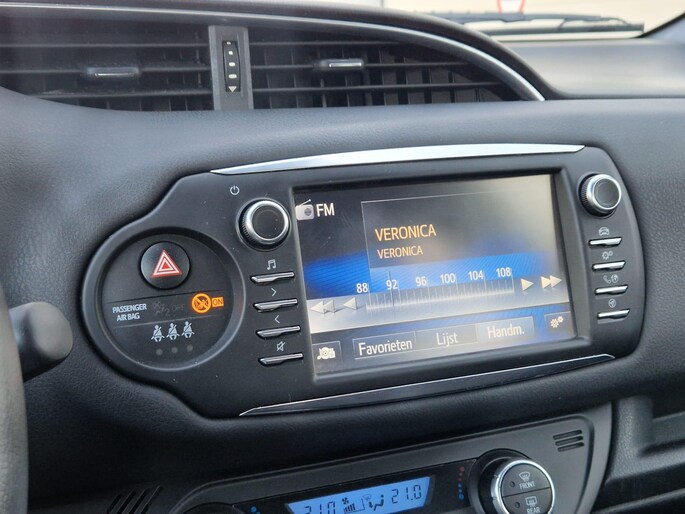 FM
VERONICA
VERONICA
88 92 96 100 104 108
Favorieten Lijst Handm.
PASSENGER
AIR BAG
OFF ON
21.0 21.0
FRONT
REAR